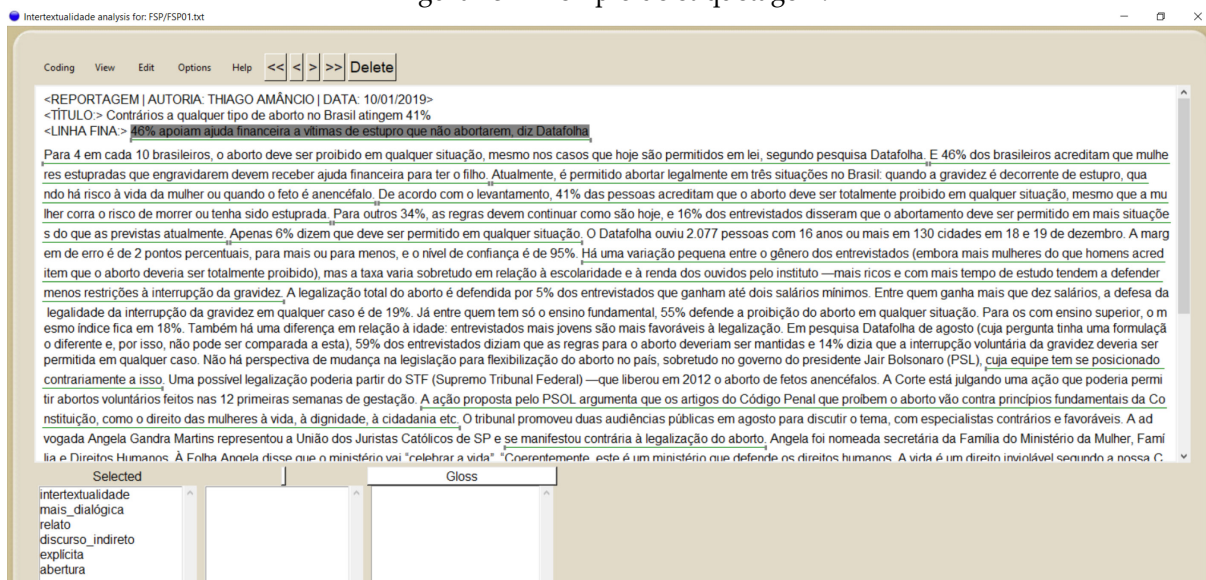 Intertextualidade analysis for: FSP/FSP01.txt
Coding View Edit Options Help << < > >> Delete
<REPORTAGEM | AUTORIA: THIAGO AMÂNCIO | DATA: 10/01/2019>
<TÍTULO:> Contrários a qualquer tipo de aborto no Brasil atingem 41%
<LINHA FINA:> 46% apoiam ajuda financeira a vítimas de estupro que não abortarem, diz Datafolha
Para 4 em cada 10 brasileiros, o aborto deve ser proibido em qualquer situação, mesmo nos casos que hoje são permitidos em lei, segundo pesquisa Datafolha. E 46% dos brasileiros acreditam que mulhe
res estupradas que engravidarem devem receber ajuda financeira para ter o filho. Atualmente, é permitido abortar legalmente em três situações no Brasil: quando a gravidez é decorrente de estupro, qua
ndo há risco à vida da mulher ou quando o feto é anencéfalo. De acordo com o levantamento, 41% das pessoas acreditam que o aborto deve ser totalmente proibido em qualquer situação, mesmo que a mu
lher corra o risco de morrer ou tenha sido estuprada. Para outros 34%, as regras devem continuar como são hoje, e 16% dos entrevistados disseram que o abortamento deve ser permitido em mais situaçõe
s do que as previstas atualmente. Apenas 6% dizem que deve ser permitido em qualquer situação. O Datafolha ouviu 2.077 pessoas com 16 anos ou mais em 130 cidades em 18 e 19 de dezembro. A marg
em de erro é de 2 pontos percentuais, para mais ou para menos, e o nível de confiança é de 95%. Há uma variação pequena entre o gênero dos entrevistados (embora mais mulheres do que homens acred
item que o aborto deveria ser totalmente proibido), mas a taxa varia sobretudo em relação à escolaridade e à renda dos ouvidos pelo instituto —mais ricos e com mais tempo de estudo tendem a defender
menos restrições à interrupção da gravidez. A legalização total do aborto é defendida por 5% dos entrevistados que ganham até dois salários mínimos. Entre quem ganha mais que dez salários, a defesa da
legalidade da interrupção da gravidez em qualquer caso é de 19%. Já entre quem tem só o ensino fundamental, 55% defende a proibição do aborto em qualquer situação. Para os com ensino superior, o m
esmo índice fica em 18%. Também há uma diferença em relação à idade: entrevistados mais jovens são mais favoráveis à legalização. Em pesquisa Datafolha de agosto (cuja pergunta tinha uma formulaçã
o diferente e, por isso, não pode ser comparada a esta), 59% dos entrevistados diziam que as regras para o aborto deveriam ser mantidas e 14% dizia que a interrupção voluntária da gravidez deveria ser
permitida em qualquer caso. Não há perspectiva de mudança na legislação para flexibilização do aborto no país, sobretudo no governo do presidente Jair Bolsonaro (PSL), cuja equipe tem se posicionado
contrariamente a isso. Uma possível legalização poderia partir do STF (Supremo Tribunal Federal) —que liberou em 2012 o aborto de fetos anencéfalos. A Corte está julgando uma ação que poderia permi
tir abortos voluntários feitos nas 12 primeiras semanas de gestação. A ação proposta pelo PSOL argumenta que os artigos do Código Penal que proíbem o aborto vão contra princípios fundamentais da Co
nstituição, como o direito das mulheres à vida, à dignidade, à cidadania etc. O tribunal promoveu duas audiências públicas em agosto para discutir o tema, com especialistas contrários e favoráveis. A ad
vogada Angela Gandra Martins representou a União dos Juristas Católicos de SP e se manifestou contrária à legalização do aborto. Angela foi nomeada secretária da Família do Ministério da Mulher, Famí
lia e Direitos Humanos. À Folha Angela disse que o ministério vai "celebrar a vida". "Coerentemente, este é um ministério que defende os direitos humanos. A vida é um direito inviolável segundo a nossa C
Selected
Gloss
intertextualidade
mais_dialógica
relato
discurso_indireto
explícita
abertura